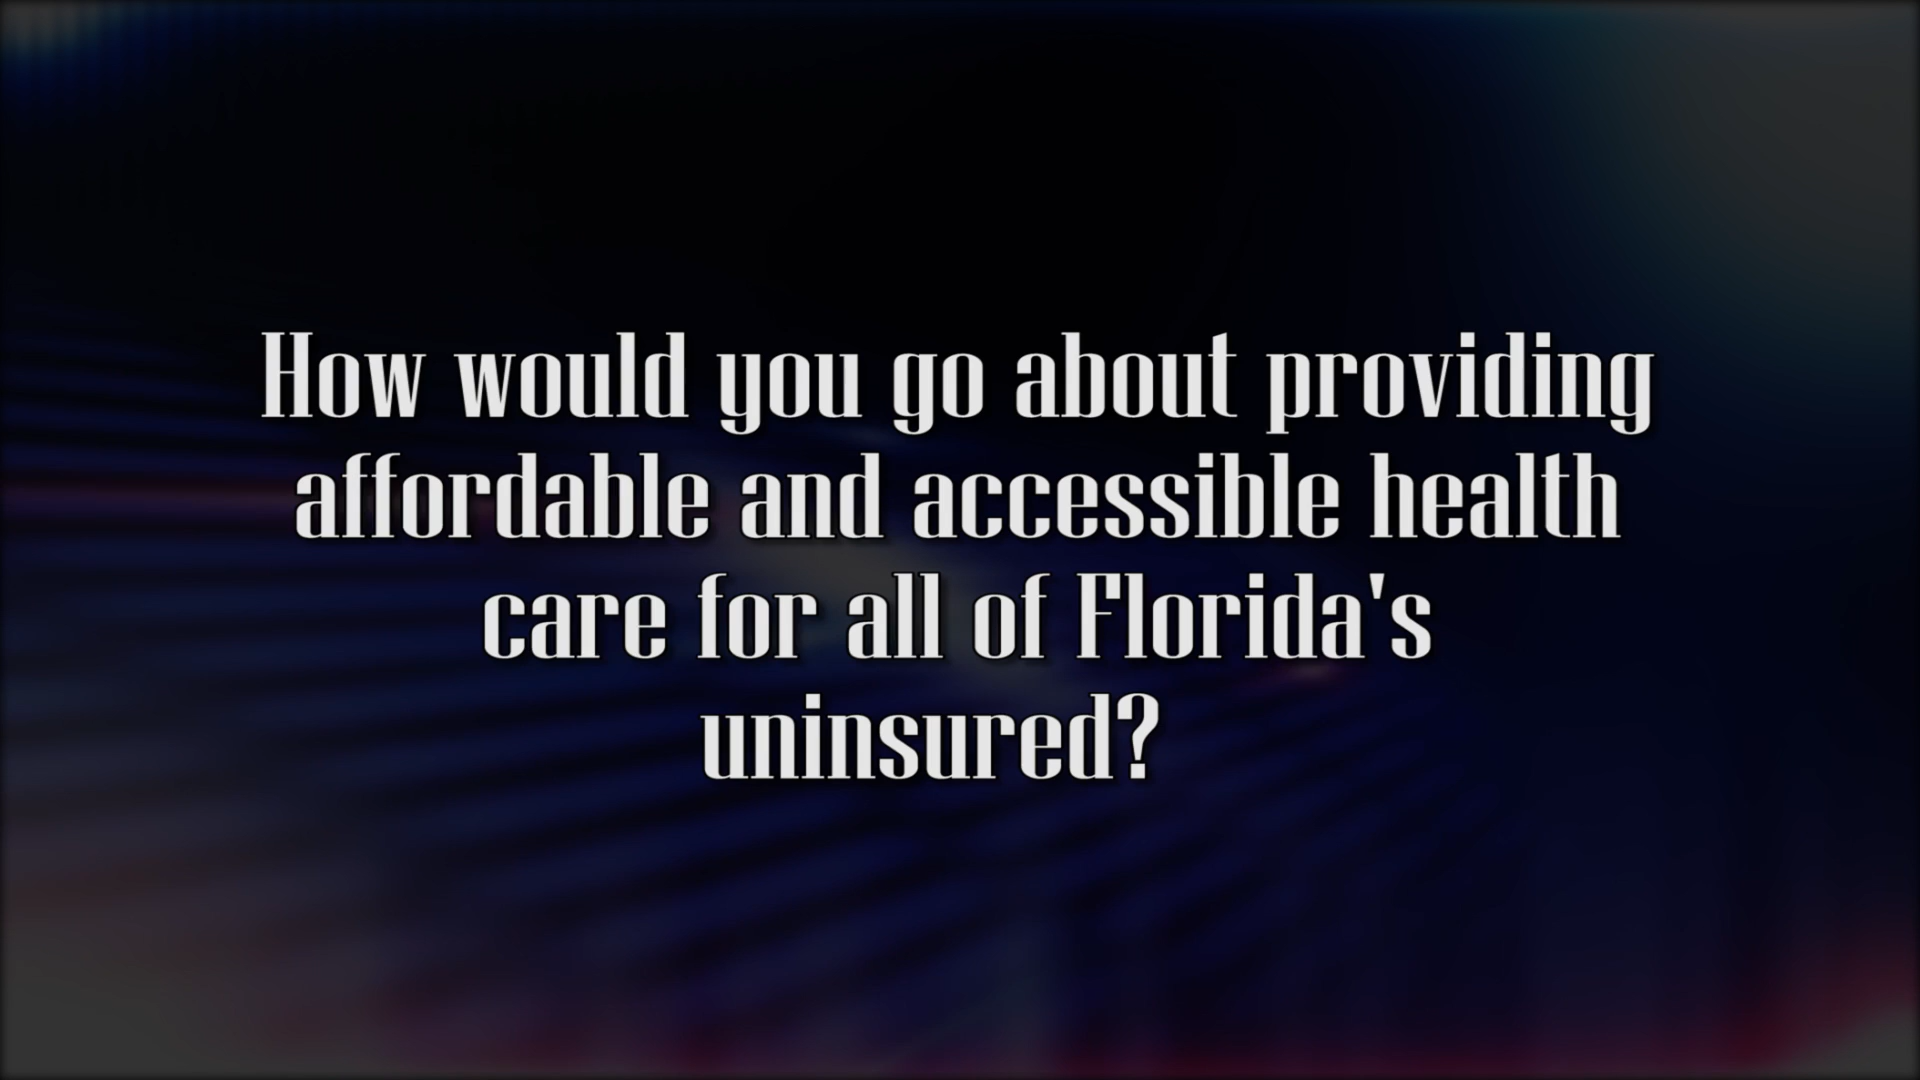 How would you go about providing
affordable and accessible health
care for all of Florida's
uninsured?